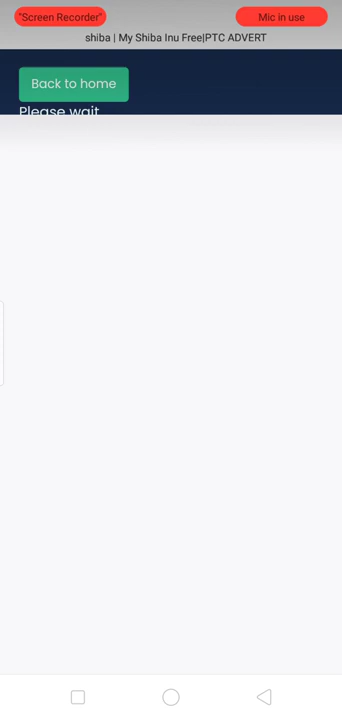 "Screen Recorder"
Mic in use
shiba | My Shiba Inu Free|PTC ADVERT
Back to home
Please wait